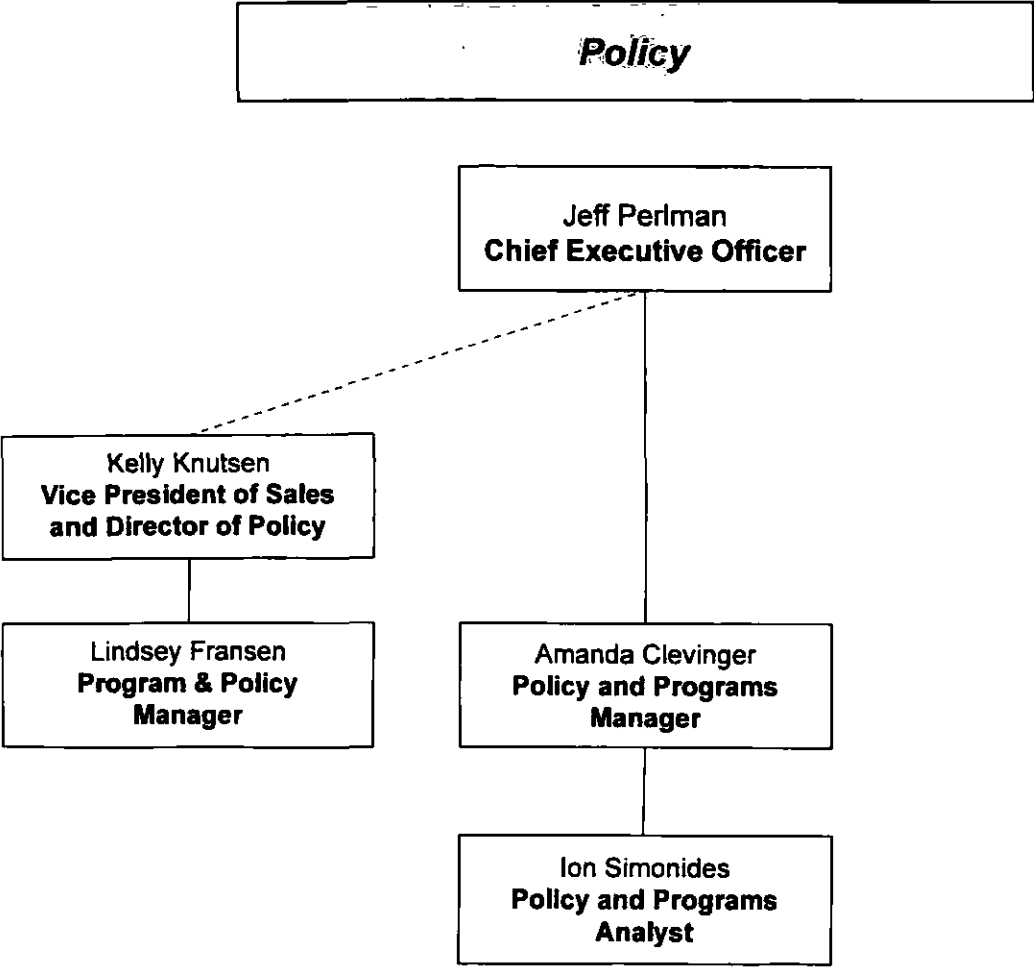 Policy
Jeff Perlman
Chief Executive Officer
Kelly Knutsen
Vice President of Sales
and Director of Policy
Lindsey Fransen
Program & Policy
Manager
Amanda Clevinger
Policy and Programs
Manager
Ion Simonides
Policy and Programs
Analyst